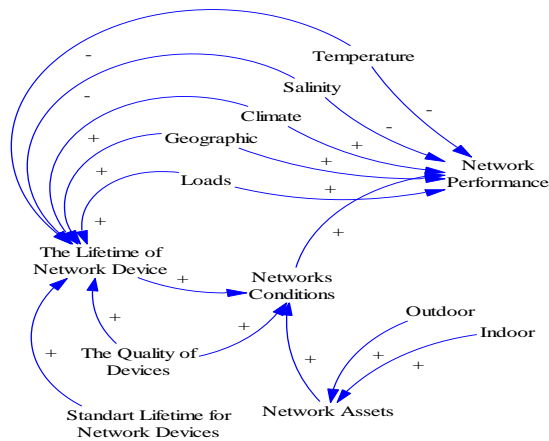 Temperature
Salinity
Climate
Geographic
Loads
Network
Performance
The Lifetime of
Network Device
Networks
Conditions
The Quality of
Devices
Standart Lifetime for
Network Devices
Network Assets
Outdoor
Indoor
-
-
+
+
+
-
-
+
+
+
+
+
+
+
+
+
+
+